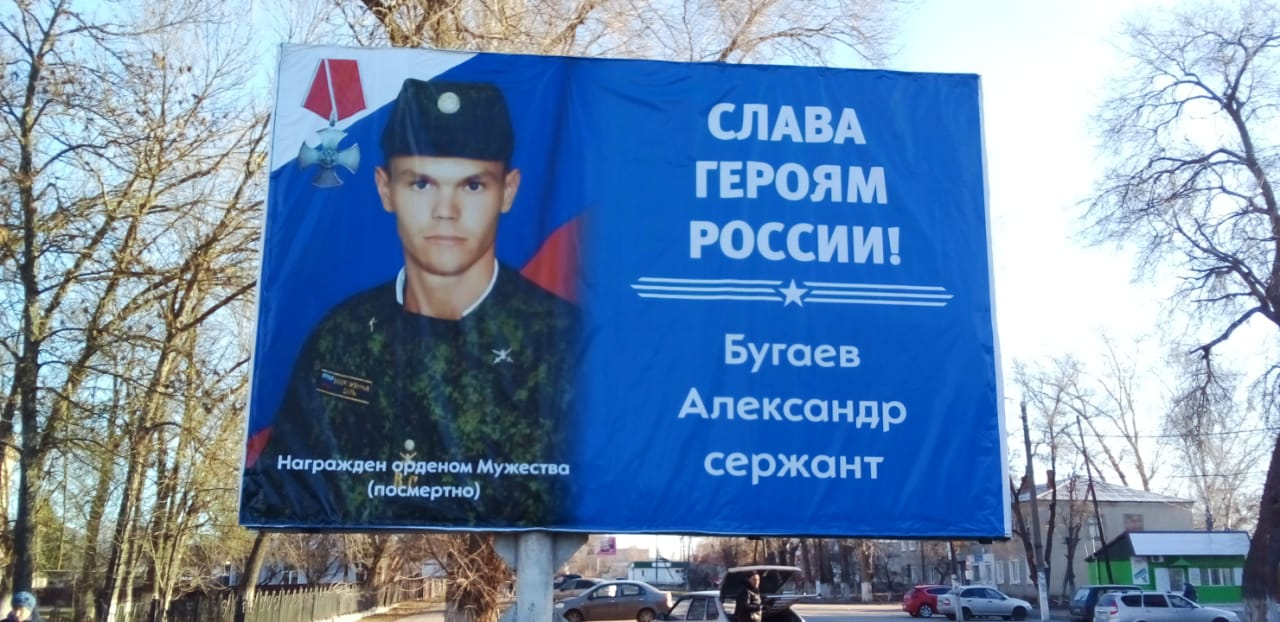 СЛАВА
ГЕРОЯМ
РОССИИ!
Бугаев
Александр
сержант
Награжден орденом Мужества
(посмертно)